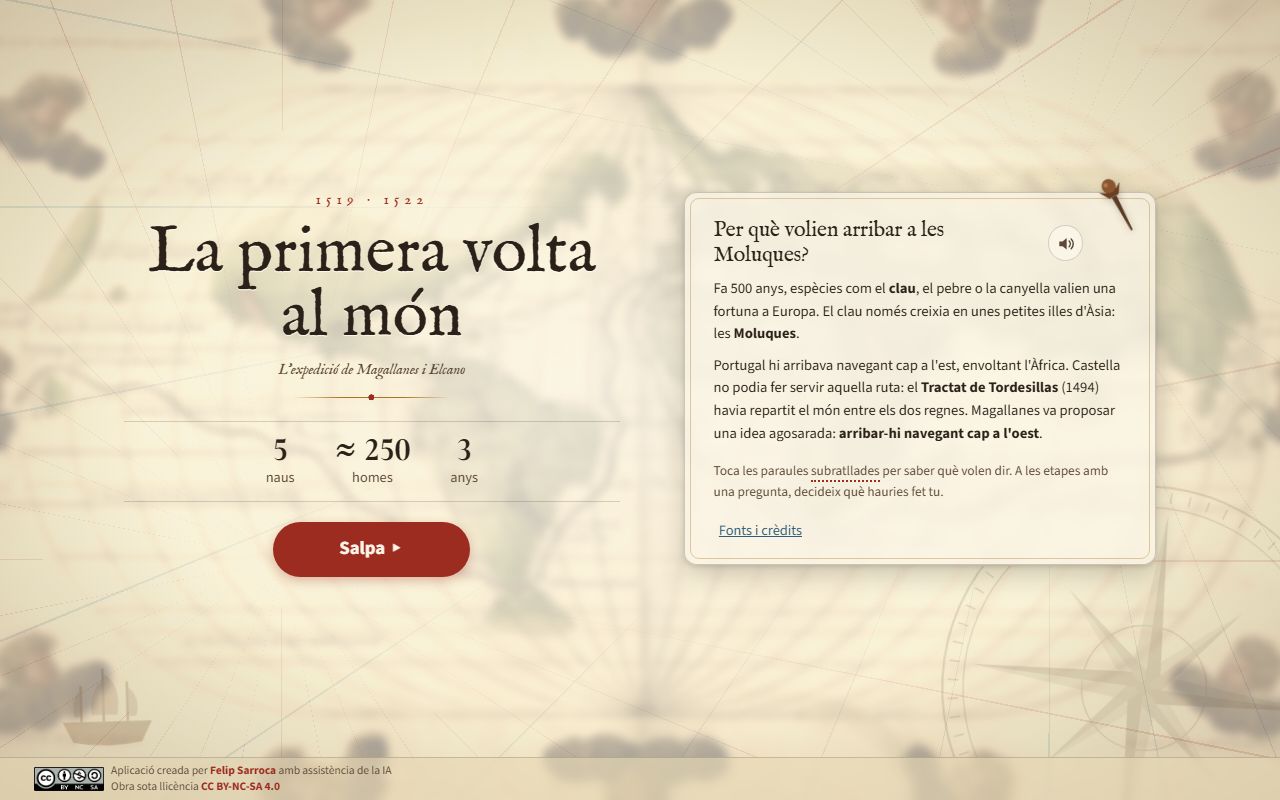 1519 · 1522
La primera volta
al món
L'expedició de Magallanes i Elcano
5 ≈ 250 3
naus homes anys
Salpa
Per què volien arribar a les
Moluques?
Fa 500 anys, espècies com el clau, el pebre o la canyella valien una
fortuna a Europa. El clau només creixia en unes petites illes d'Àsia:
les Moluques.
Portugal hi arribava navegant cap a l'est, envoltant l'Àfrica. Castella
no podia fer servir aquella ruta: el Tractat de Tordesillas (1494)
havia repartit el món entre els dos regnes. Magallanes va proposar
una idea agosarada: arribar-hi navegant cap a l'oest.
Toca les paraules subratllades per saber què volen dir. A les etapes amb
una pregunta, decideix què hauries fet tu.
Fonts i crèdits
CC BY NC SA
Aplicació creada per Felip Sarroca amb assistència de la IA
Obra sota llicència CC BY-NC-SA 4.0